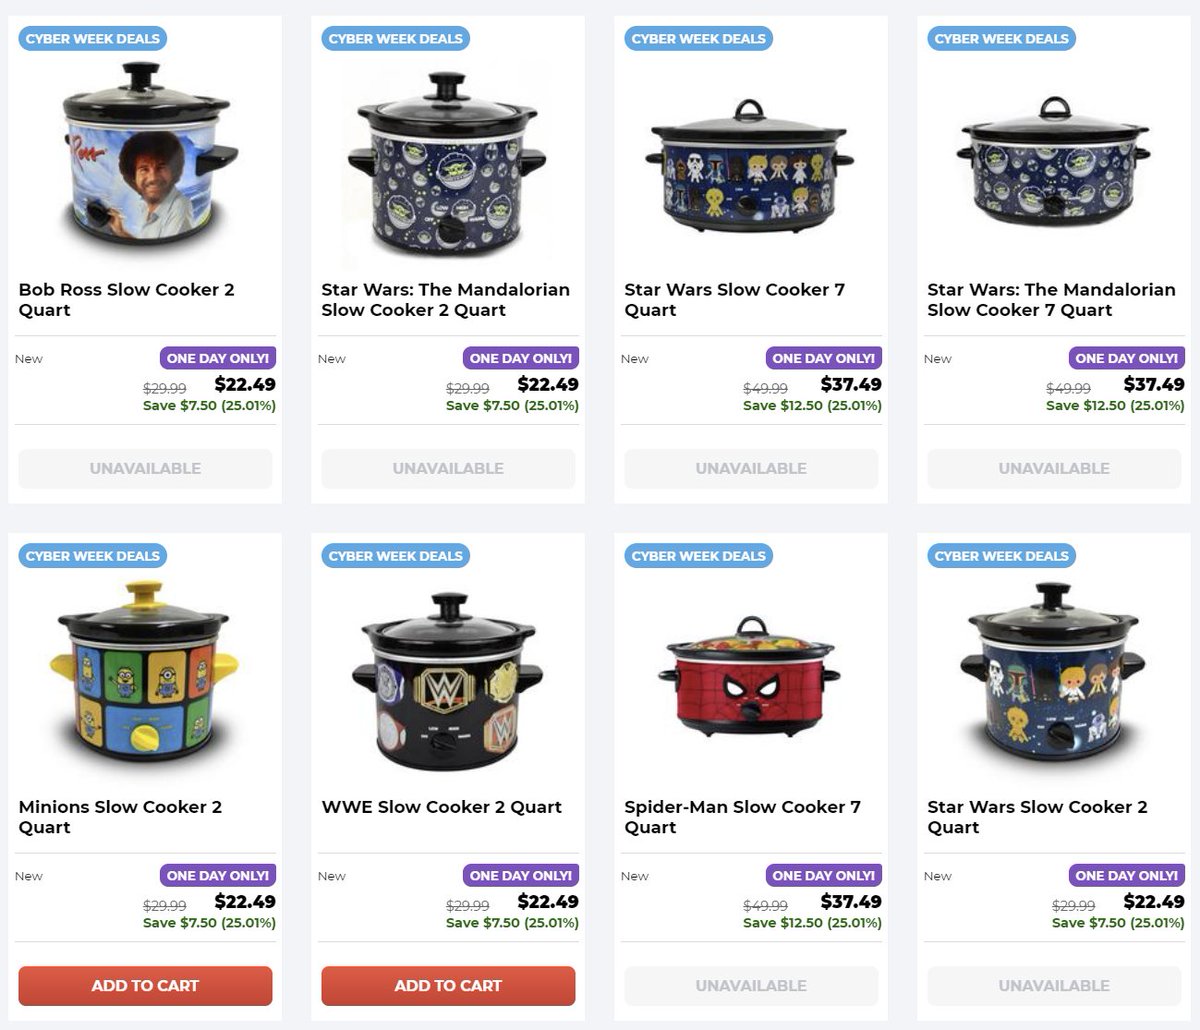 CYBER WEEK DEALS
CYBER WEEK DEALS
CYBER WEEK DEALS
CYBER WEEK DEALS
Ross
LOW HIGH
OFF WARM
Bob Ross Slow Cooker 2
Quart
Star Wars: The Mandalorian
Slow Cooker 2 Quart
Star Wars Slow Cooker 7
Quart
Star Wars: The Mandalorian
Slow Cooker 7 Quart
New
ONE DAY ONLY!
$29.99 $22.49
Save $7.50 (25.01%)
New
ONE DAY ONLY!
$29.99 $22.49
Save $7.50 (25.01%)
New
ONE DAY ONLY!
$49.99 $37.49
Save $12.50 (25.01%)
New
ONE DAY ONLY!
$49.99 $37.49
Save $12.50 (25.01%)
UNAVAILABLE
UNAVAILABLE
UNAVAILABLE
UNAVAILABLE
CYBER WEEK DEALS
CYBER WEEK DEALS
CYBER WEEK DEALS
CYBER WEEK DEALS
Minions Slow Cooker 2
Quart
WWE Slow Cooker 2 Quart
Spider-Man Slow Cooker 7
Quart
Star Wars Slow Cooker 2
Quart
New
ONE DAY ONLY!
$29.99 $22.49
Save $7.50 (25.01%)
New
ONE DAY ONLY!
$29.99 $22.49
Save $7.50 (25.01%)
New
ONE DAY ONLY!
$49.99 $37.49
Save $12.50 (25.01%)
New
ONE DAY ONLY!
$29.99 $22.49
Save $7.50 (25.01%)
ADD TO CART
ADD TO CART
UNAVAILABLE
UNAVAILABLE